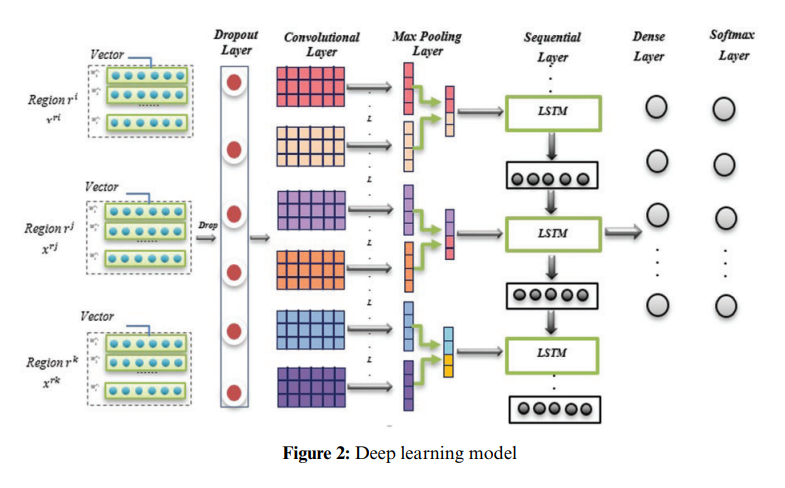 Dropout Layer
Convolutional Layer
Max Pooling Layer
Sequential Layer
Dense Layer
Softmax Layer
Vector
......
Region r^i
x^ri
L
LSTM
Vector
......
Region r^j
x^rj
Drop
L
LSTM
Vector
......
Region r^k
x^rk
L
LSTM
Figure 2: Deep learning model